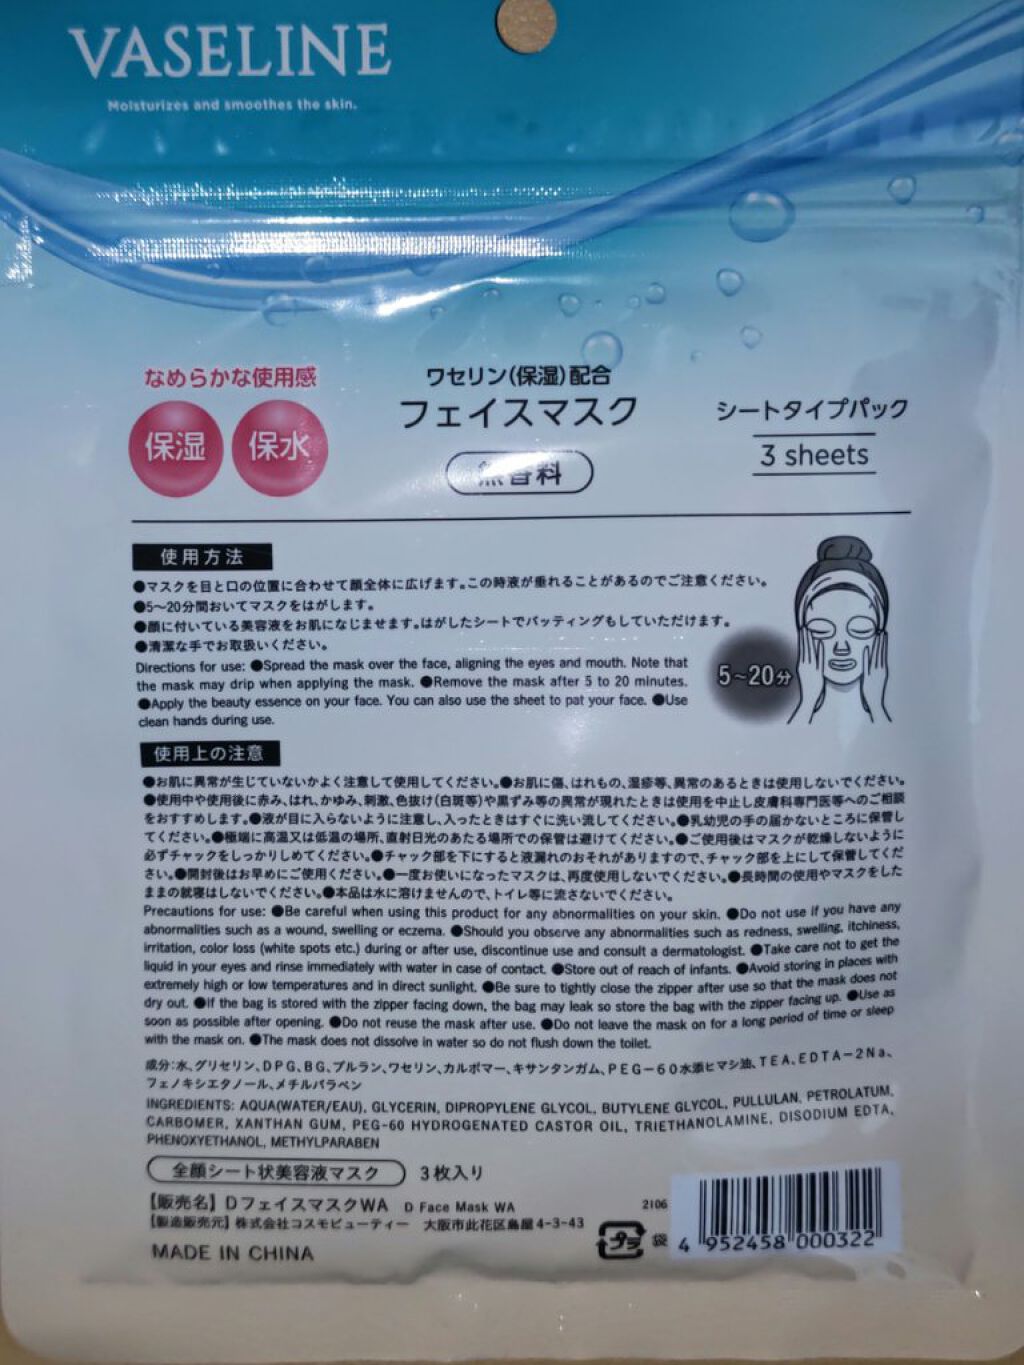 VASELINE
Moisturizes and smoothes the skin.
なめらかな使用感
保湿 保水
ワセリン(保湿)配合
フェイスマスク
無香料
シートタイプパック
3 sheets
使用方法
●マスクを目と口の位置に合わせて顔全体に広げます。この時液が垂れることがあるのでご注意ください。
●5〜20分間おいてマスクをはがします。
●顔に付いている美容液をお肌になじませます。はがしたシートでパッティングもしていただけます。
●清潔な手でお取扱いください。
Directions for use: ●Spread the mask over the face, aligning the eyes and mouth. Note that
the mask may drip when applying the mask. ●Remove the mask after 5 to 20 minutes.
●Apply the beauty essence on your face. You can also use the sheet to pat your face. ●Use
clean hands during use.
5~20分
使用上の注意
●お肌に異常が生じていないかよく注意して使用してください。●お肌に傷、はれもの、湿疹等、異常のあるときは使用しないでください。
●使用中や使用後に赤み、はれ、かゆみ、刺激、色抜け(白斑等)や黒ずみ等の異常が現れたときは使用を中止し皮膚科専門医等へのご相談
をおすすめします。●液が目に入らないように注意し、入ったときはすぐに洗い流してください。●乳幼児の手の届かないところに保管し
てください。●極端に高温又は低温の場所、直射日光のあたる場所での保管は避けてください。●ご使用後はマスクが乾燥しないように
必ずチャックをしっかりしめてください。●チャック部を下にすると液漏れのおそれがありますので、チャック部を上にして保管してくだ
さい。●開封後はお早めにご使用ください。●一度お使いになったマスクは、再度使用しないでください。●長時間の使用やマスクをした
ままの就寝はしないでください。●本品は水に溶けませんので、トイレ等に流さないでください。
Precautions for use: ●Be careful when using this product for any abnormalities on your skin. ●Do not use if you have any
abnormalities such as a wound, swelling or eczema. ●Should you observe any abnormalities such as redness, swelling, itchiness,
irritation, color loss (white spots etc.) during or after use, discontinue use and consult a dermatologist. ●Take care not to get the
liquid in your eyes and rinse immediately with water in case of contact. ●Store out of reach of infants. ●Avoid storing in places with
extremely high or low temperatures and in direct sunlight. ●Be sure to tightly close the zipper after use so that the mask does not
dry out. ●If the bag is stored with the zipper facing down, the bag may leak so store the bag with the zipper facing up. ●Use as
soon as possible after opening. ●Do not reuse the mask after use. ●Do not leave the mask on for a long period of time or sleep
with the mask on. ●The mask does not dissolve in water so do not flush down the toilet.
成分:水、グリセリン、DPG、BG、プルラン、ワセリン、カルボマー、キサンタンガム、PEG-60水添ヒマシ油、TEA、EDTA-2Na、
フェノキシエタノール、メチルパラベン
INGREDIENTS: AQUA(WATER/EAU), GLYCERIN, DIPROPYLENE GLYCOL, BUTYLENE GLYCOL, PULLULAN, PETROLATUM,
CARBOMER, XANTHAN GUM, PEG-60 HYDROGENATED CASTOR OIL, TRIETHANOLAMINE, DISODIUM EDTA,
PHENOXYETHANOL, METHYLPARABEN
全顔シート状美容液マスク 3枚入り
【販売名】DフェイスマスクWA D Face Mask WA
【製造販売元】株式会社コスモビューティー 大阪市此花区島屋4-3-43
MADE IN CHINA
2106
プラ 袋
4 952458 000322